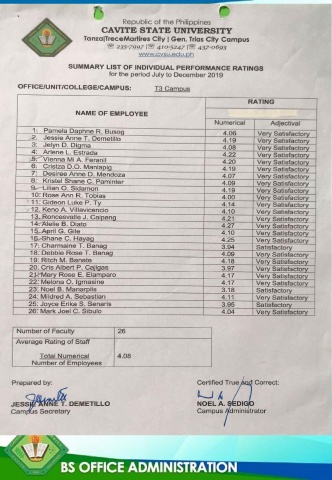 Republic of the Philippines
CAVITE STATE UNIVERSITY
TanzaTraceMartires City | Gen. Trias City Campus
235-7997 410-5247 437-0693
www.cvsu.edu.ph
SUMMARY LIST OF INDIVIDUAL PERFORMANCE RATINGS
for the period July to December 2019
OFFICE/UNIT/COLLEGE/CAMPUS: T3 Campus
NAME OF EMPLOYEE RATING
Numerical Adjectival
1. Pamela Daphne R. Busog 4.06 Very Satisfactory
2. Jessie Anne T. Demetillo 4.19 Very Satisfactory
3. Jelyn D. Digma 4.08 Very Satisfactory
4. Arlene L. Estrada 4.22 Very Satisfactory
5. Vienna Mi A. Feranil 4.20 Very Satisfactory
6. Cristza D.O. Manlapig 4.19 Very Satisfactory
7. Desiree Anne D. Mendoza 4.07 Very Satisfactory
8. Kristel Shane C. Paminter 4.09 Very Satisfactory
9. Lilian O. Sidamon 4.19 Very Satisfactory
10. Rose Ann R. Tobias 4.00 Very Satisfactory
11. Gideon Luke P. Ty 4.14 Very Satisfactory
12. Keno A. Villavicencio 4.10 Very Satisfactory
13. Roncesvalle J. Caipang 4.21 Very Satisfactory
14. Alelie B. Diato 4.27 Very Satisfactory
15. April G. Gile 4.10 Very Satisfactory
16. Shane C. Hayag 4.25 Very Satisfactory
17. Charmaine T. Banag 3.94 Satisfactory
18. Debbie Rose T. Banag 4.09 Very Satisfactory
19. Ritch M. Banate 4.18 Very Satisfactory
20. Cris Albert P. Cajigas 3.97 Satisfactory
21. Mary Rose E. Elamparo 4.17 Very Satisfactory
22. Melona O. Igmasine 4.17 Very Satisfactory
23. Noel B. Manarpiis 3.18 Satisfactory
24. Mildred A. Sebastian 4.11 Very Satisfactory
25. Joyce Erika S. Senaris 3.95 Satisfactory
26. Mark Joel C. Sibulo 4.04 Very Satisfactory
Number of Faculty 26
Average Rating of Staff
Total Numerical 4.08
Number of Employees
Prepared by: Certified True and Correct:
JESSIE ANNE T. DEMETILLO NOEL A. SEDIGO
Campus Secretary Campus Administrator
BS OFFICE ADMINISTRATION